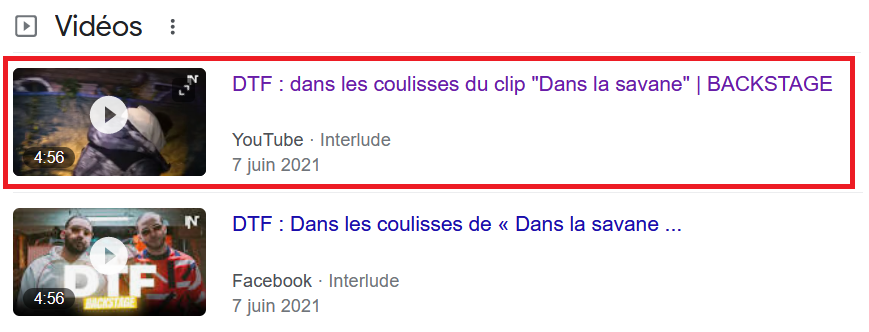 Vidéos
DTF : dans les coulisses du clip "Dans la savane" | BACKSTAGE
YouTube · Interlude
7 juin 2021
4:56
DTF : Dans les coulisses de « Dans la savane ...
Facebook · Interlude
7 juin 2021
DTF
BACKSTAGE
4:56